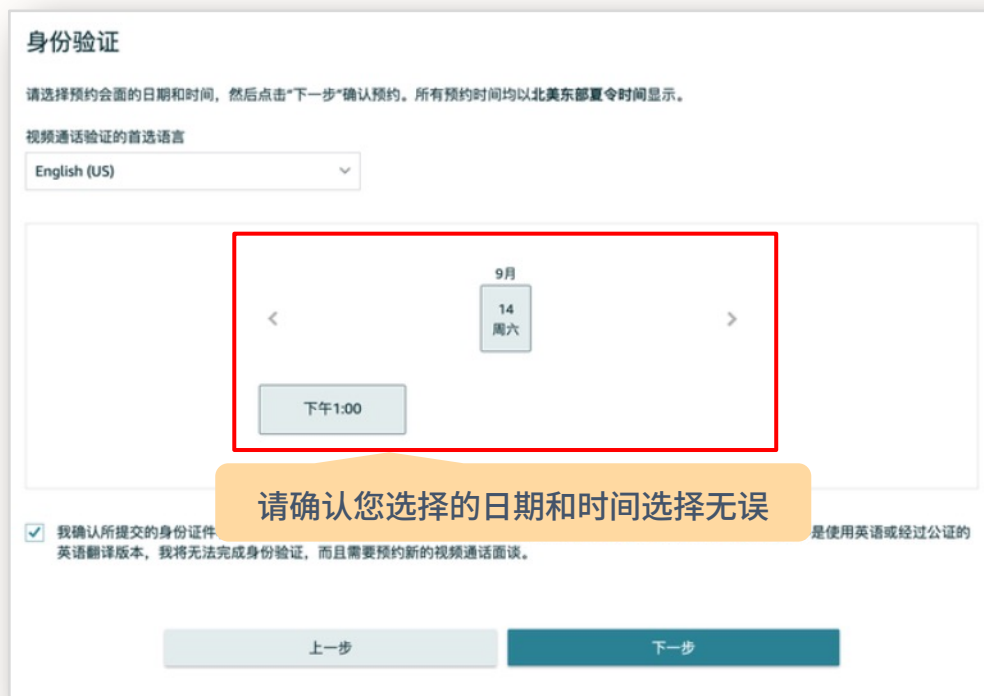 身份验证
请选择预约会面的日期和时间，然后点击“下一步”确认预约。所有预约时间均以北美东部夏令时间显示。
视频通话验证的首选语言
English (US)
9月
14
周六
下午1:00
请确认您选择的日期和时间选择无误
我确认所提交的身份证件
是使用英语或经过公证的
英语翻译版本，我将无法完成身份验证，而且需要预约新的视频通话面谈。
上一步
下一步